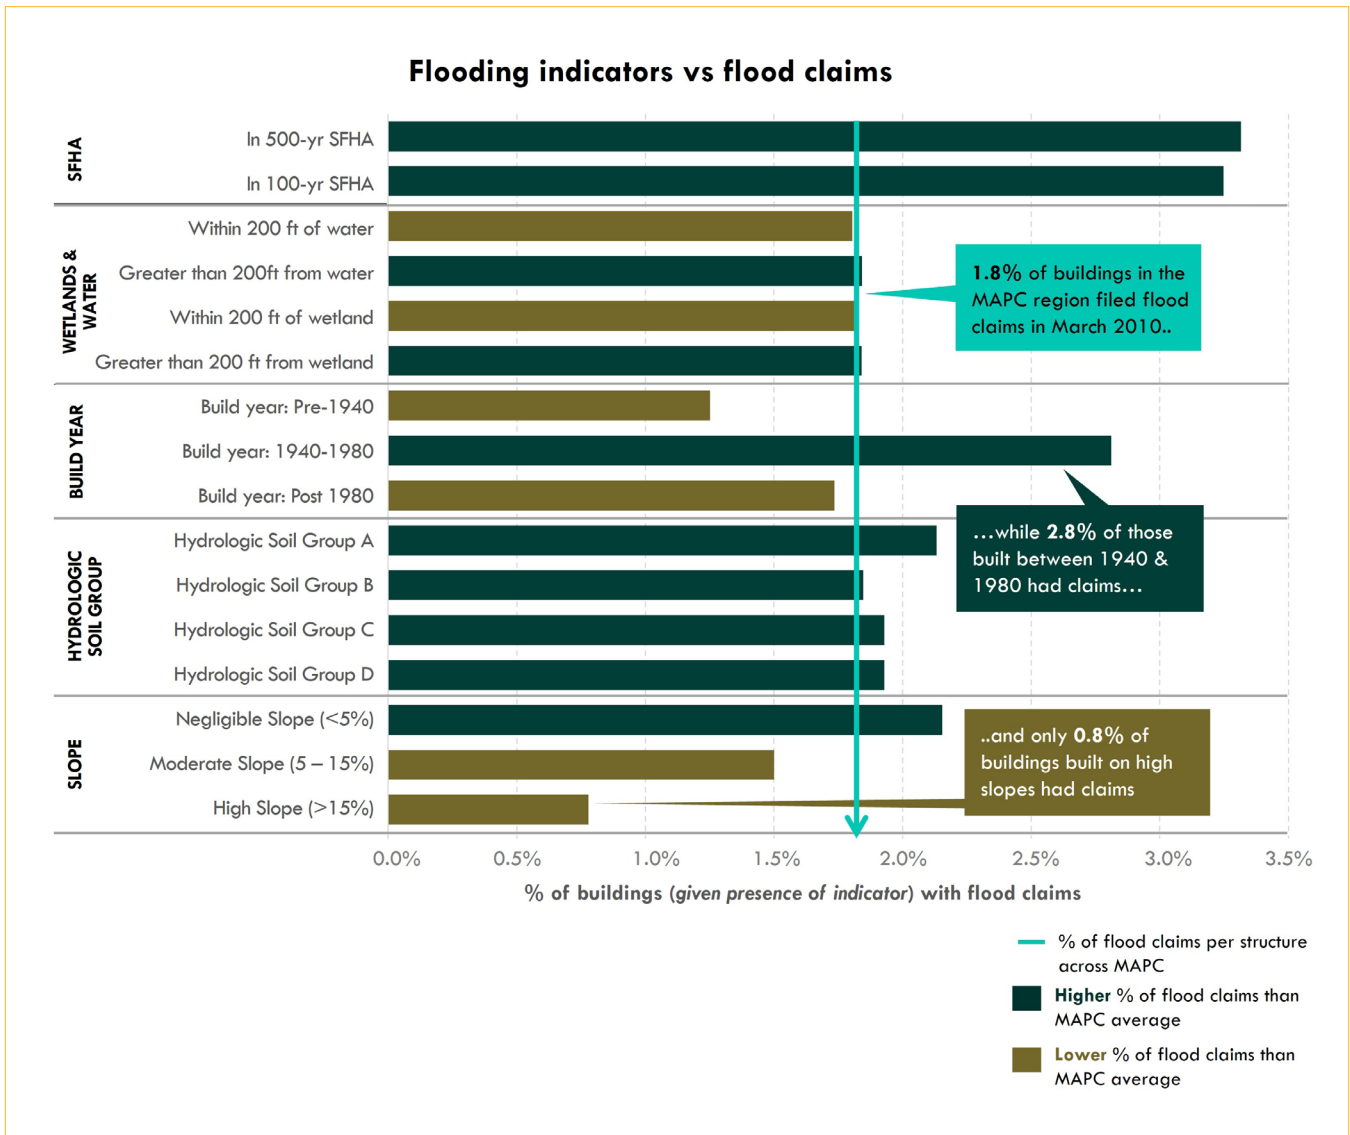 Flooding indicators vs flood claims
SFHA
In 500-yr SFHA
In 100-yr SFHA
WETLANDS &
WATER
Within 200 ft of water
Greater than 200ft from water
Within 200 ft of wetland
Greater than 200 ft from wetland
1.8% of buildings in the
MAPC region filed flood
claims in March 2010..
BUILD YEAR
Build year: Pre-1940
Build year: 1940-1980
Build year: Post 1980
…while 2.8% of those
built between 1940 &
1980 had claims…
HYDROLOGIC
SOIL GROUP
Hydrologic Soil Group A
Hydrologic Soil Group B
Hydrologic Soil Group C
Hydrologic Soil Group D
SLOPE
Negligible Slope (<5%)
Moderate Slope (5 – 15%)
High Slope (>15%)
..and only 0.8% of
buildings built on high
slopes had claims
0.0% 0.5% 1.0% 1.5% 2.0% 2.5% 3.0% 3.5%
% of buildings (given presence of indicator) with flood claims
% of flood claims per structure
across MAPC
Higher % of flood claims than
MAPC average
Lower % of flood claims than
MAPC average